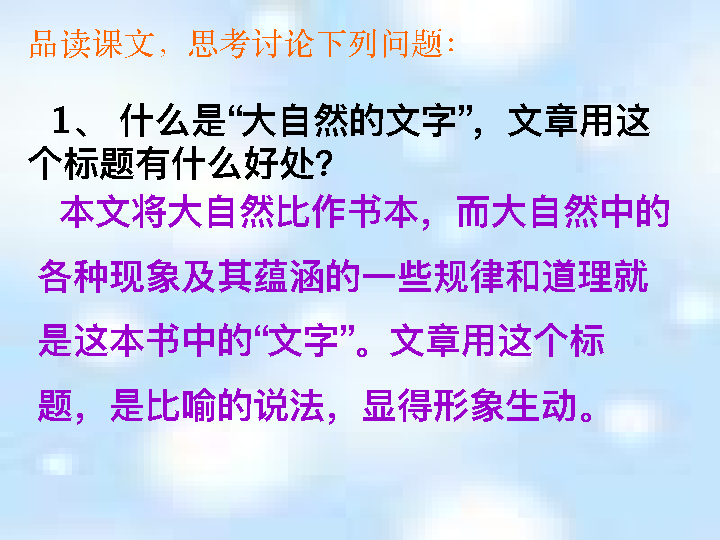 品读课文，思考讨论下列问题：
1、 什么是“大自然的文字”，文章用这
个标题有什么好处？
本文将大自然比作书本，而大自然中的
各种现象及其蕴涵的一些规律和道理就
是这本书中的“文字”。文章用这个标
题，是比喻的说法，显得形象生动。